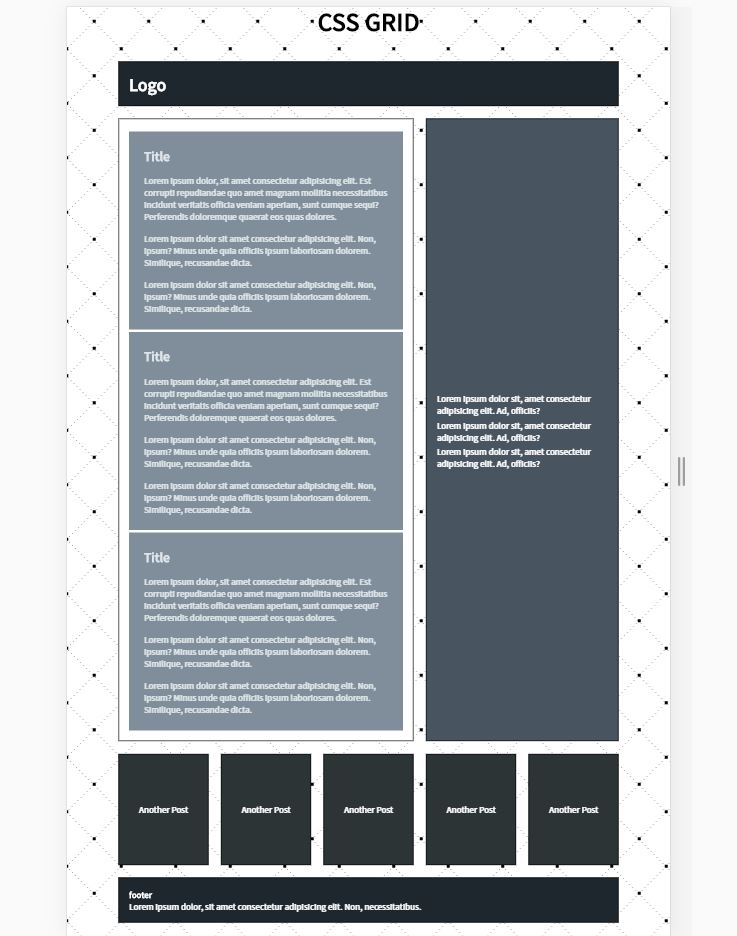 CSS GRID
Logo
Title
Lorem ipsum dolor, sit amet consectetur adipisicing elit. Est
corrupti repudiandae quo amet magnam mollitia necessitatibus
incidunt veritatis officia veniam aperiam, sunt cumque sequi?
Perferendis doloremque quaerat eos quas dolores.
Lorem ipsum dolor sit amet consectetur adipisicing elit. Non,
ipsum? Minus unde quia officiis ipsum laboriosam dolorem.
Similique, recusandae dicta.
Lorem ipsum dolor sit amet consectetur adipisicing elit. Non,
ipsum? Minus unde quia officiis ipsum laboriosam dolorem.
Similique, recusandae dicta.
Title
Lorem ipsum dolor, sit amet consectetur adipisicing elit. Est
corrupti repudiandae quo amet magnam mollitia necessitatibus
incidunt veritatis officia veniam aperiam, sunt cumque sequi?
Perferendis doloremque quaerat eos quas dolores.
Lorem ipsum dolor sit amet consectetur adipisicing elit. Non,
ipsum? Minus unde quia officiis ipsum laboriosam dolorem.
Similique, recusandae dicta.
Lorem ipsum dolor sit amet consectetur adipisicing elit. Non,
ipsum? Minus unde quia officiis ipsum laboriosam dolorem.
Similique, recusandae dicta.
Title
Lorem ipsum dolor, sit amet consectetur adipisicing elit. Est
corrupti repudiandae quo amet magnam mollitia necessitatibus
incidunt veritatis officia veniam aperiam, sunt cumque sequi?
Perferendis doloremque quaerat eos quas dolores.
Lorem ipsum dolor sit amet consectetur adipisicing elit. Non,
ipsum? Minus unde quia officiis ipsum laboriosam dolorem.
Similique, recusandae dicta.
Lorem ipsum dolor sit amet consectetur adipisicing elit. Non,
ipsum? Minus unde quia officiis ipsum laboriosam dolorem.
Similique, recusandae dicta.
Lorem ipsum dolor sit, amet consectetur
adipisicing elit. Ad, officiis?
Lorem ipsum dolor sit, amet consectetur
adipisicing elit. Ad, officiis?
Lorem ipsum dolor sit, amet consectetur
adipisicing elit. Ad, officiis?
Another Post
Another Post
Another Post
Another Post
Another Post
footer
Lorem ipsum dolor, sit amet consectetur adipisicing elit. Non, necessitatibus.